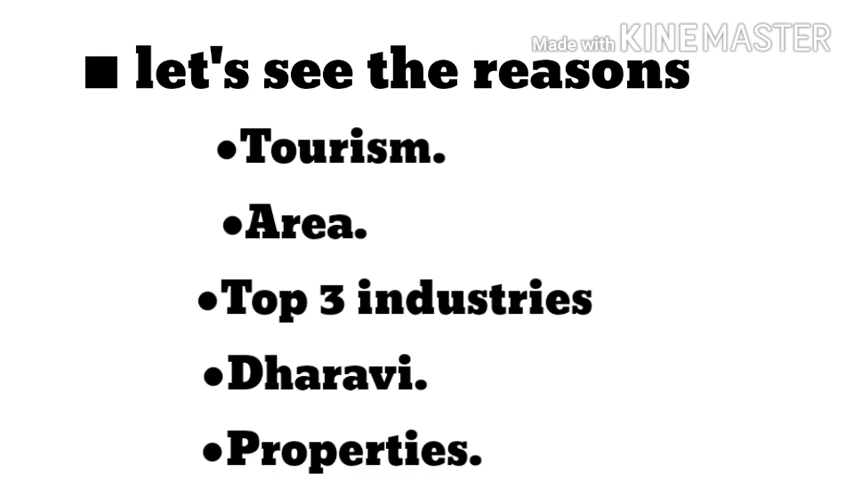 Made with KINEMASTER
■ let's see the reasons
●Tourism.
●Area.
●Top 3 industries
●Dharavi.
●Properties.